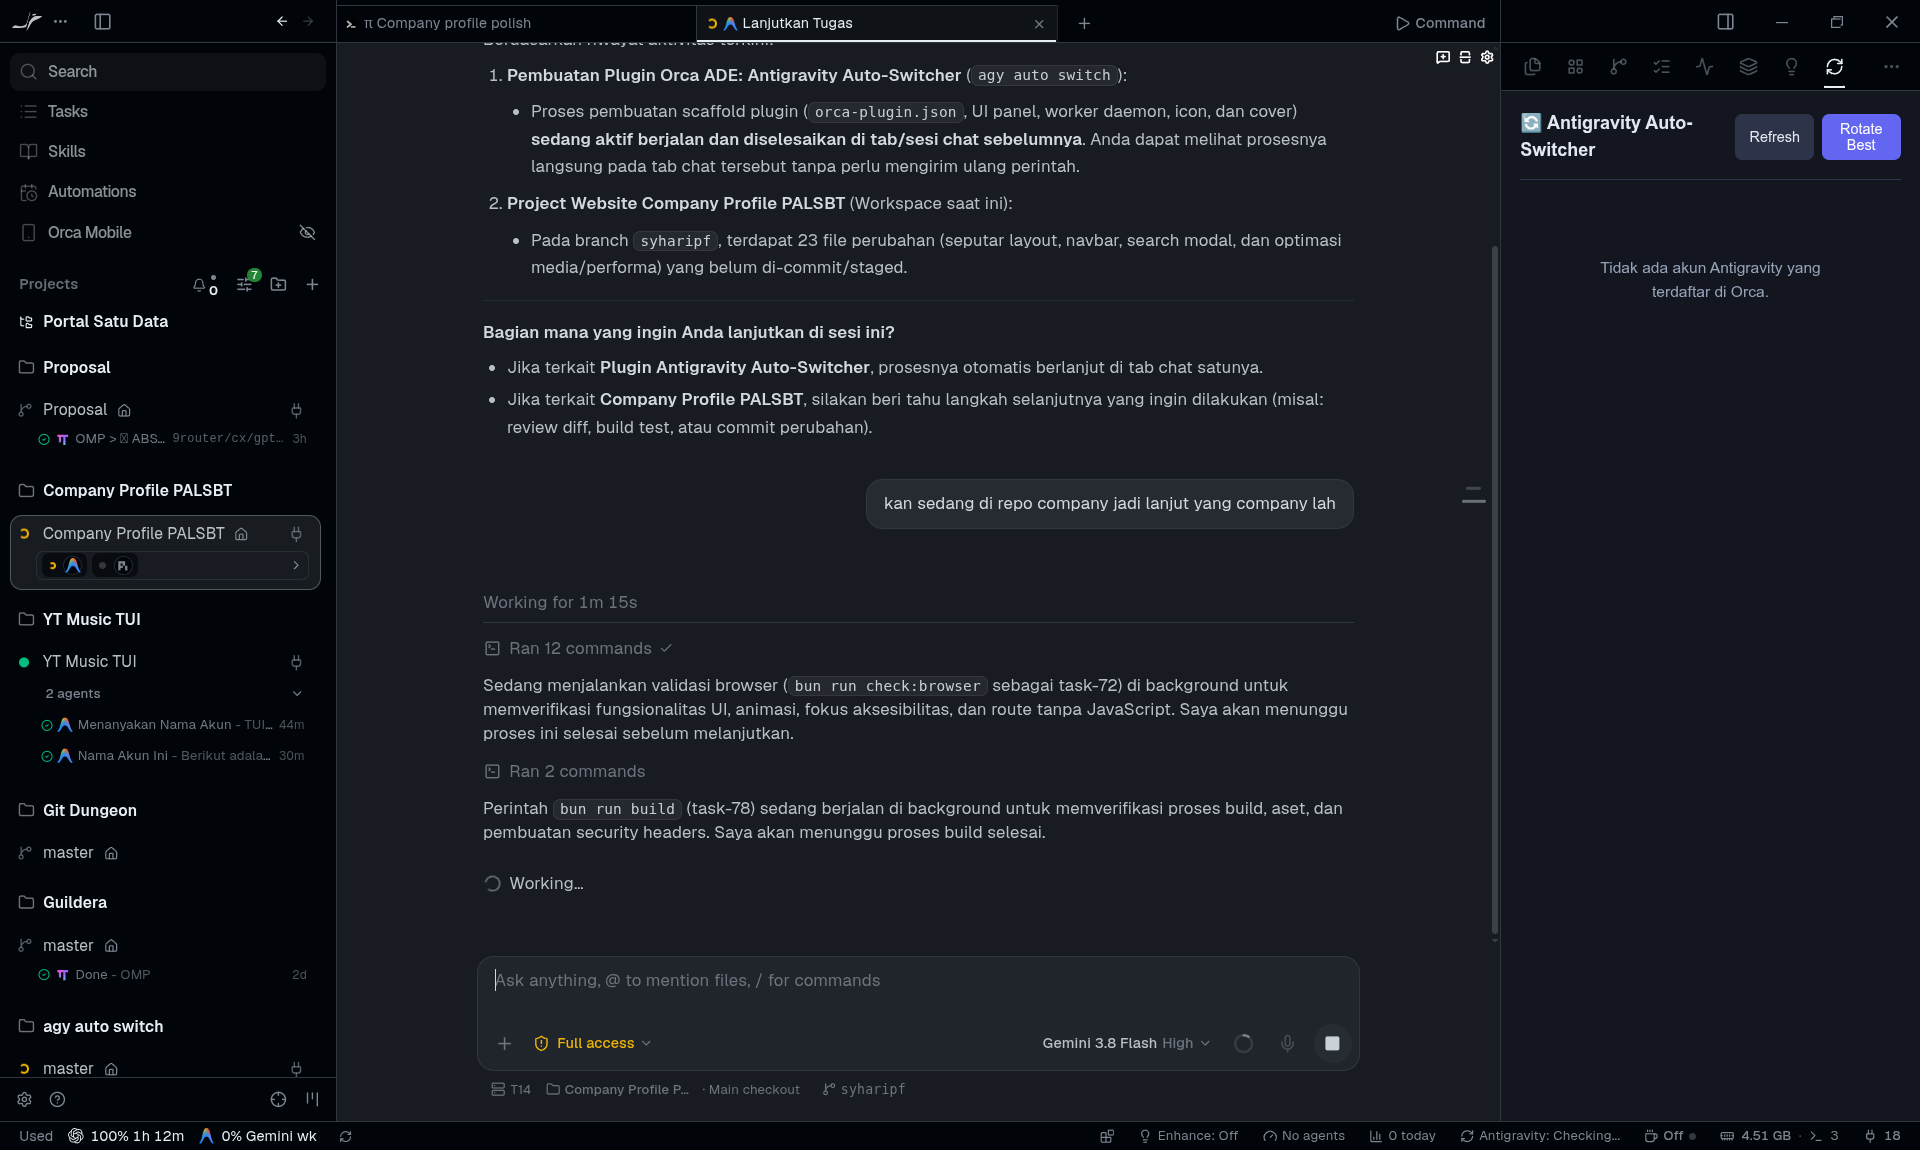 π Company profile polish
Lanjutkan Tugas
Command
Search
Tasks
Skills
Automations
Orca Mobile
Projects
0
7
Portal Satu Data
Proposal
Proposal
OMP > ABS... 9router/cx/gpt... 3h
Company Profile PALSBT
Company Profile PALSBT
YT Music TUI
YT Music TUI
2 agents
Menanyakan Nama Akun - TUI... 44m
Nama Akun Ini - Berikut adala... 30m
Git Dungeon
master
Guildera
master
Done - OMP 2d
agy auto switch
master
1. Pembuatan Plugin Orca ADE: Antigravity Auto-Switcher (agy auto switch):
• Proses pembuatan scaffold plugin (orca-plugin.json, UI panel, worker daemon, icon, dan cover)
sedang aktif berjalan dan diselesaikan di tab/sesi chat sebelumnya. Anda dapat melihat prosesnya
langsung pada tab chat tersebut tanpa perlu mengirim ulang perintah.
2. Project Website Company Profile PALSBT (Workspace saat ini):
• Pada branch syharipf, terdapat 23 file perubahan (seputar layout, navbar, search modal, dan optimasi
media/performa) yang belum di-commit/staged.
Bagian mana yang ingin Anda lanjutkan di sesi ini?
• Jika terkait Plugin Antigravity Auto-Switcher, prosesnya otomatis berlanjut di tab chat satunya.
• Jika terkait Company Profile PALSBT, silakan beri tahu langkah selanjutnya yang ingin dilakukan (misal:
review diff, build test, atau commit perubahan).
kan sedang di repo company jadi lanjut yang company lah
Working for 1m 15s
Ran 12 commands ✓
Sedang menjalankan validasi browser (bun run check:browser sebagai task-72) di background untuk
memverifikasi fungsionalitas UI, animasi, fokus aksesibilitas, dan route tanpa JavaScript. Saya akan menunggu
proses ini selesai sebelum melanjutkan.
Ran 2 commands
Perintah bun run build (task-78) sedang berjalan di background untuk memverifikasi proses build, aset, dan
pembuatan security headers. Saya akan menunggu proses build selesai.
Working...
Ask anything, @ to mention files, / for commands
Full access
Gemini 3.8 Flash High
T14 Company Profile P... · Main checkout syharipf
Antigravity Auto-
Switcher
Refresh
Rotate
Best
Tidak ada akun Antigravity yang
terdaftar di Orca.
Used 100% 1h 12m 0% Gemini wk
Enhance: Off No agents 0 today Antigravity: Checking... Off 4.51 GB · 3 18